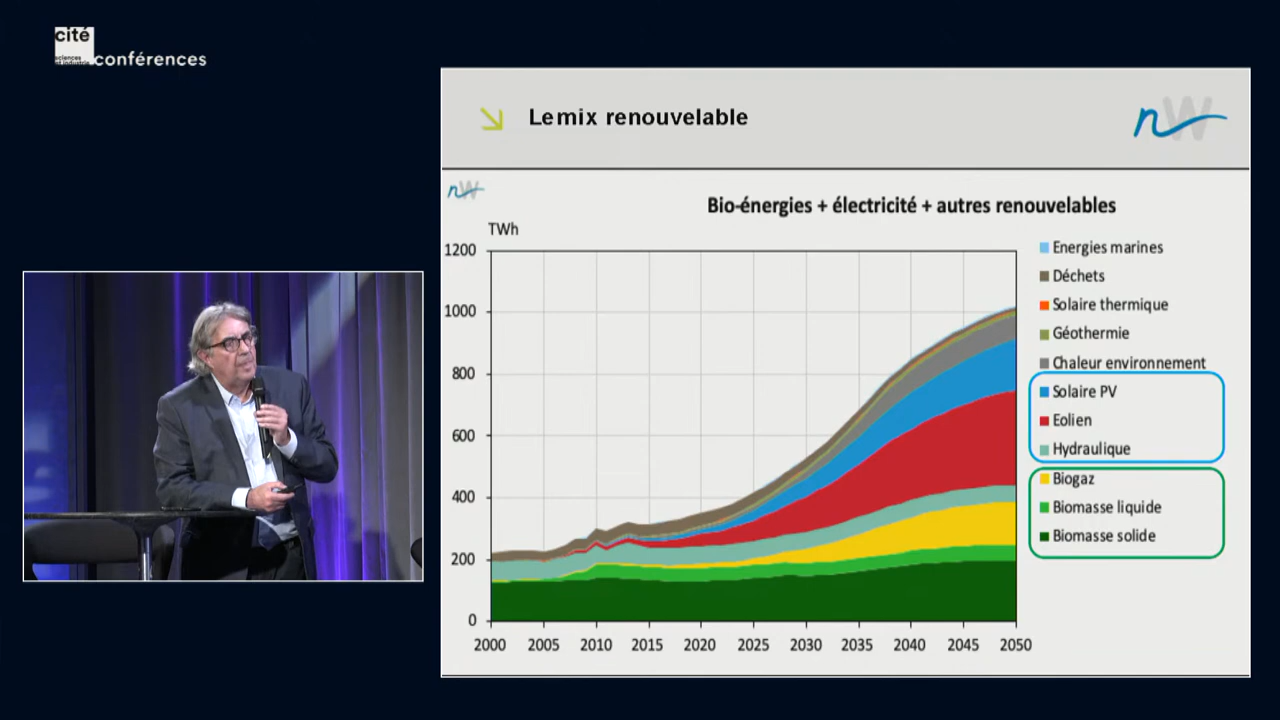 cité
sciences
et industrie
conférences
Lemix renouvelable
nW
nW
Bio-énergies + électricité + autres renouvelables
TWh
1200
1000
800
600
400
200
0
2000 2005 2010 2015 2020 2025 2030 2035 2040 2045 2050
Energies marines
Déchets
Solaire thermique
Géothermie
Chaleur environnement
Solaire PV
Eolien
Hydraulique
Biogaz
Biomasse liquide
Biomasse solide